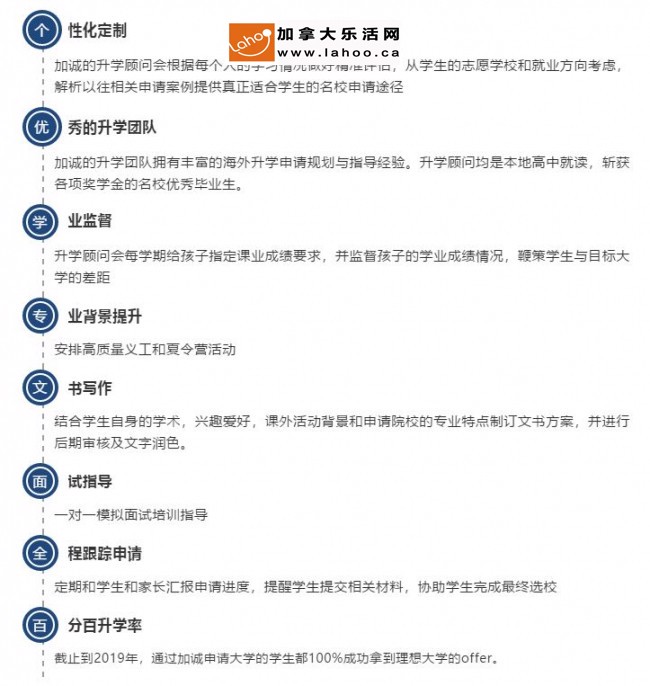 Lahoo
加拿大乐活网
www.lahoo.ca
个 性化定制
加诚的升学顾问会根据每个人的学习情况做好精准评估，从学生的志愿学校和就业方向考虑，
解析以往相关申请案例提供真正适合学生的名校申请途径
优 秀的升学团队
加诚的升学团队拥有丰富的海外升学申请规划与指导经验。升学顾问均是本地高中就读，斩获
各项奖学金的名校优秀毕业生。
学 业监督
升学顾问会每学期给孩子指定课业成绩要求，并监督孩子的学业成绩情况，鞭策学生与目标大
学的差距
专 业背景提升
安排高质量义工和夏令营活动
文 书写作
结合学生自身的学术，兴趣爱好，课外活动背景和申请院校的专业特点制订文书方案，并进行
后期审核及文字润色。
面 试指导
一对一模拟面试培训指导
全 程跟踪申请
定期和学生和家长汇报申请进度，提醒学生提交相关材料，协助学生完成最终选校
百 分百升学率
截止到2019年，通过加诚申请大学的学生都100%成功拿到理想大学的offer。